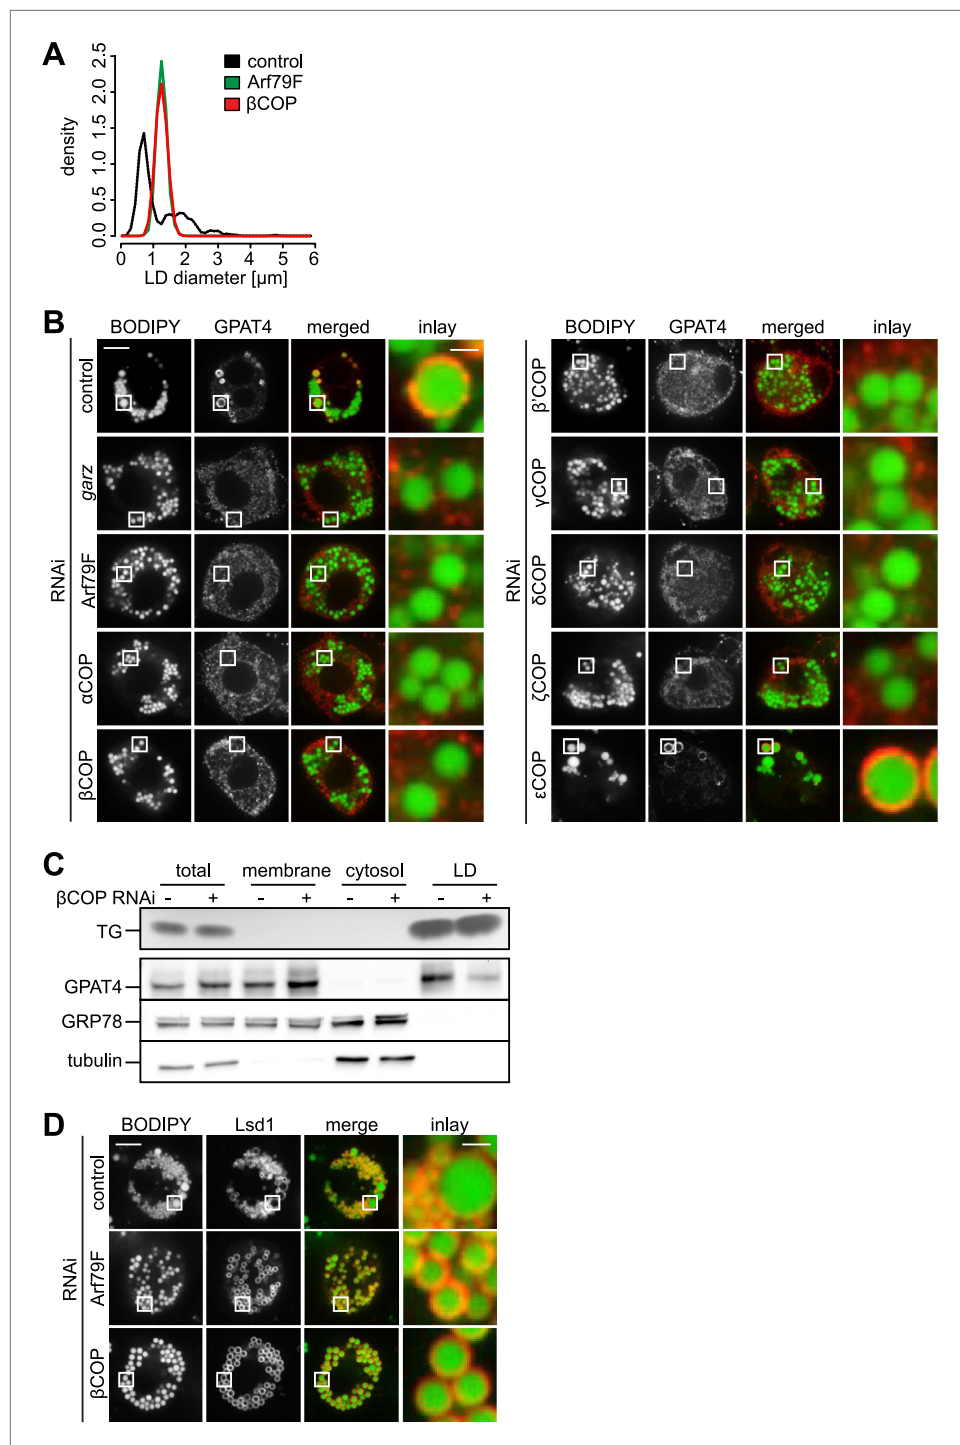 A
2.5
2.0
1.5
1.0
0.5
0.0
density
control
Arf79F
βCOP
0 1 2 3 4 5 6
LD diameter [µm]
B
BODIPY GPAT4 merged inlay
RNAi
control
garz
Arf79F
αCOP
βCOP
BODIPY GPAT4 merged inlay
RNAi
β'COP
γCOP
δCOP
ζCOP
εCOP
C
total membrane cytosol LD
βCOP RNAi - + - + - + - +
TG
GPAT4
GRP78
tubulin
D
BODIPY Lsd1 merge inlay
RNAi
control
Arf79F
βCOP